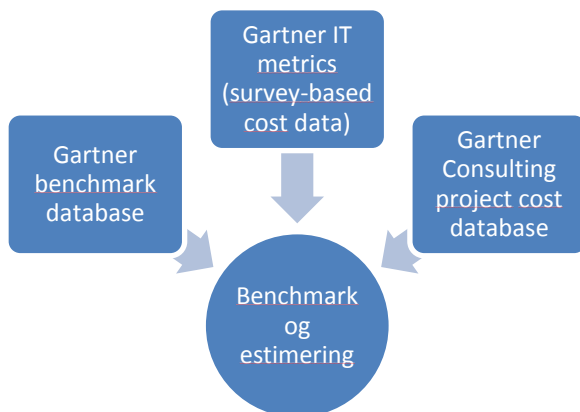 Gartner IT
metrics
(survey-based
cost data)
Gartner
benchmark
database
Gartner
Consulting
project cost
database
Benchmark
og
estimering